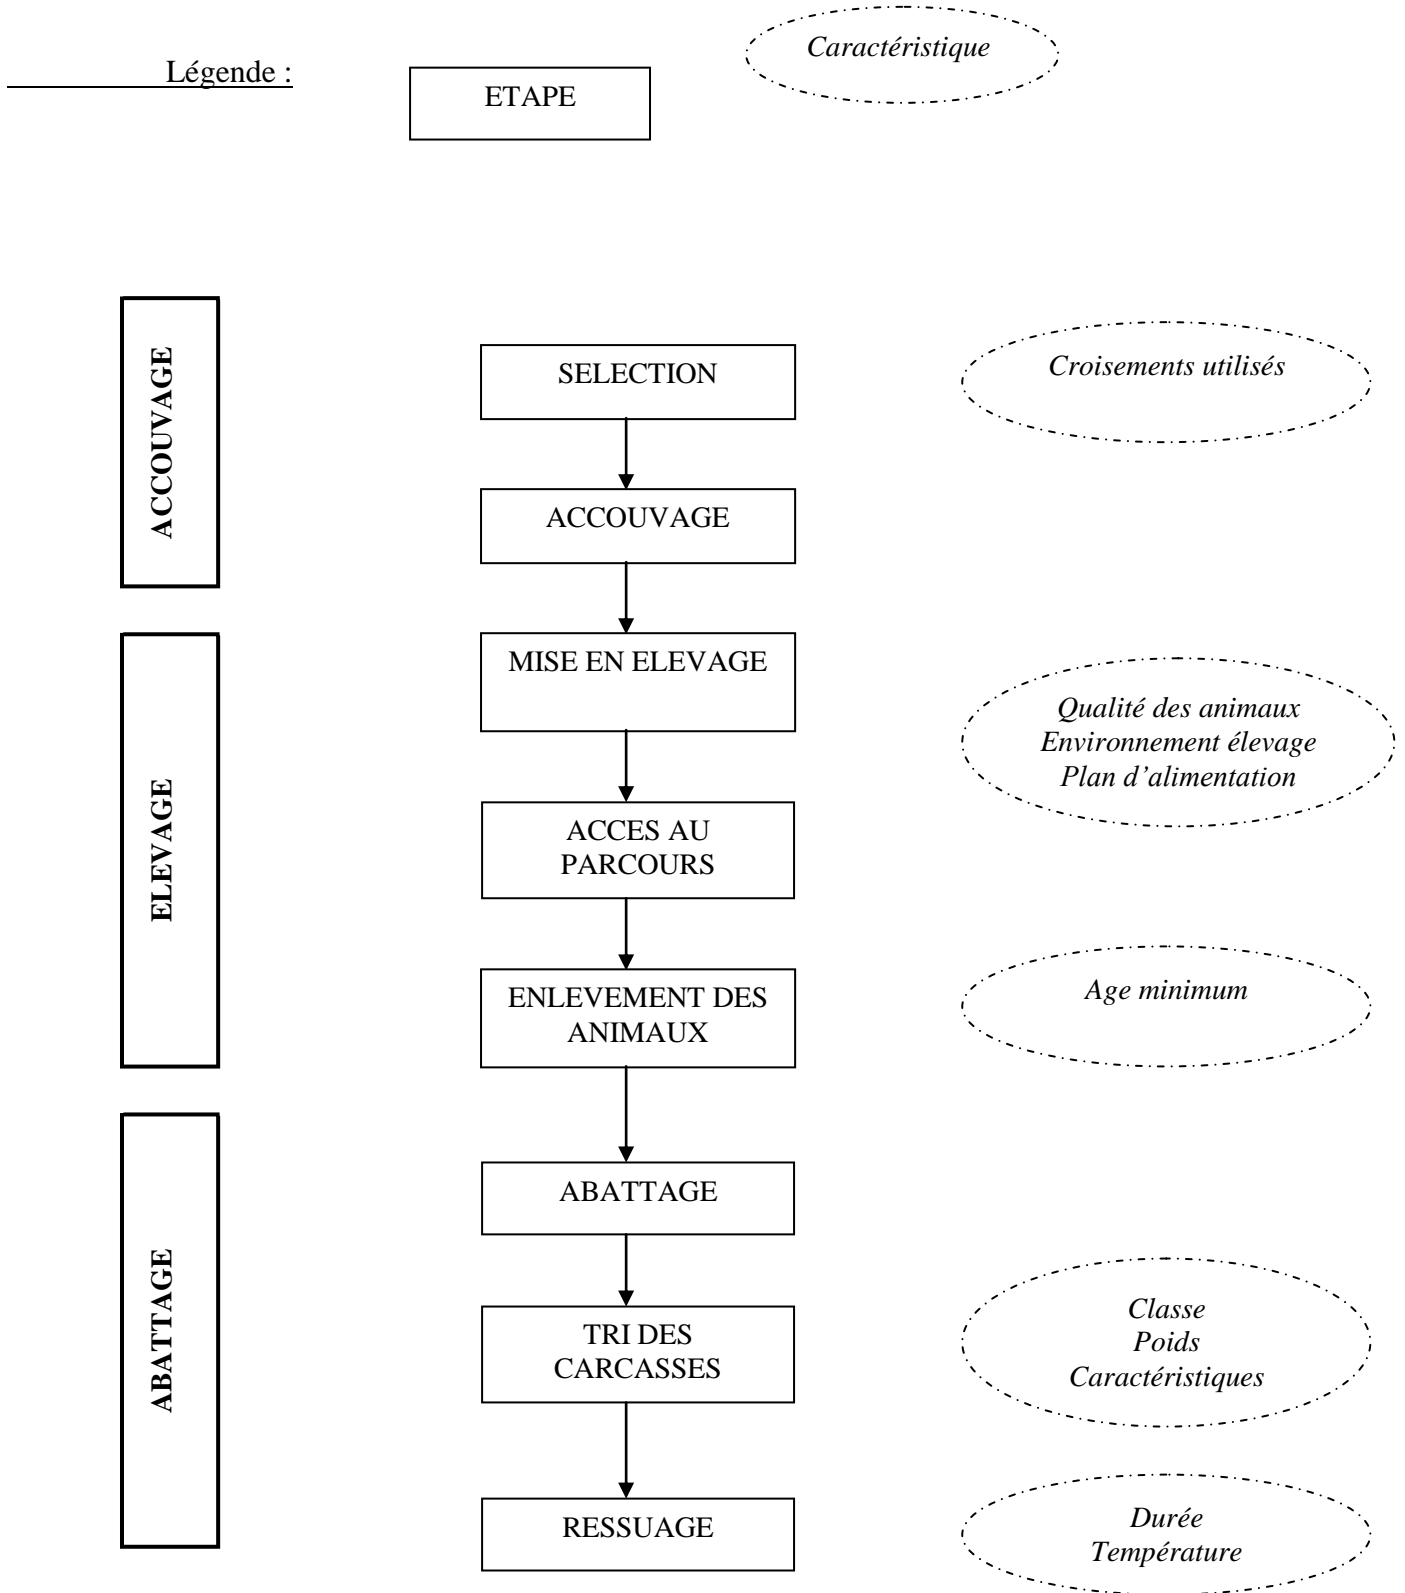 Légende :
ETAPE
Caractéristique
ACCOUVAGE
SELECTION
Croisements utilisés
ACCOUVAGE
ELEVAGE
MISE EN ELEVAGE
Qualité des animaux
Environnement élevage
Plan d’alimentation
ACCES AU
PARCOURS
ENLEVEMENT DES
ANIMAUX
Age minimum
ABATTAGE
ABATTAGE
TRI DES
CARCASSES
Classe
Poids
Caractéristiques
RESSUAGE
Durée
Température